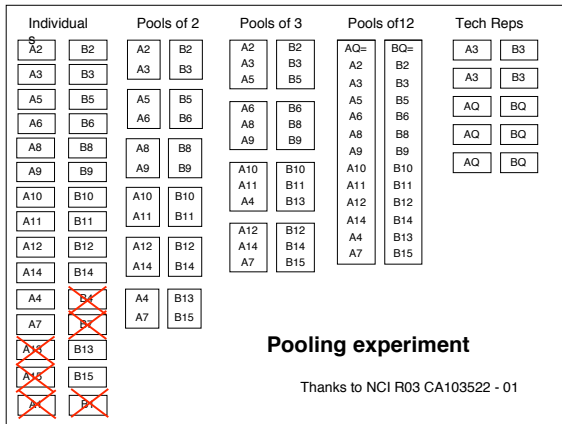 Individual
s
Pools of 2
Pools of 3
Pools of12
Tech Reps
A2 B2
A3 B3
A5 B5
A6 B6
A8 B8
A9 B9
A10 B10
A11 B11
A12 B12
A14 B14
A4 B4
A7 B7
A13 B13
A15 B15
A1 B1
A2 B2
A3 B3
A5 B5
A6 B6
A8 B8
A9 B9
A10 B10
A11 B11
A12 B12
A14 B14
A4 B13
A7 B15
A2 B2
A3 B3
A5 B5
A6 B6
A8 B8
A9 B9
A10 B10
A11 B11
A4 B13
A12 B12
A14 B14
A7 B15
AQ= BQ=
A2 B2
A3 B3
A5 B5
A6 B6
A8 B8
A9 B9
A10 B10
A11 B11
A12 B12
A14 B14
A4 B13
A7 B15
A3 B3
A3 B3
AQ BQ
AQ BQ
AQ BQ
Pooling experiment
Thanks to NCI R03 CA103522 - 01